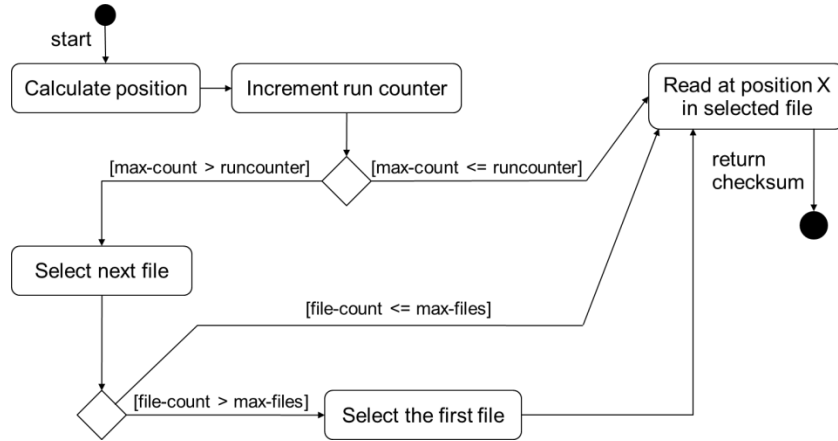 start
Calculate position
Increment run counter
Read at position X
in selected file
[max-count > runcounter]
[max-count <= runcounter]
return
checksum
Select next file
[file-count <= max-files]
[file-count > max-files]
Select the first file